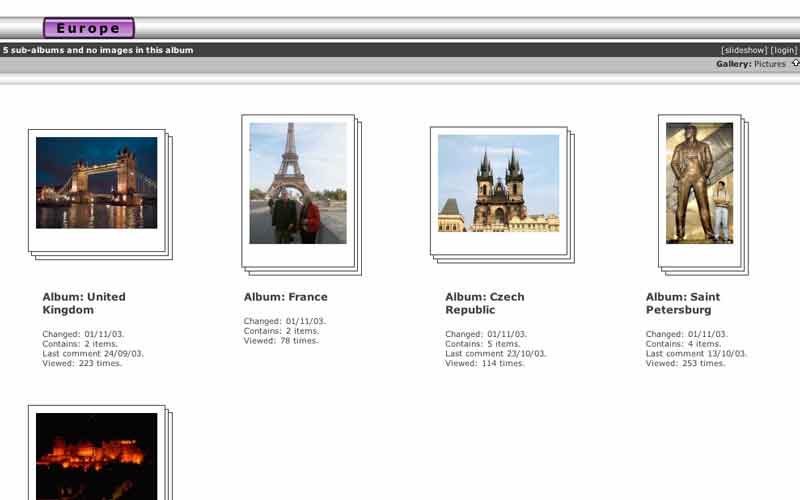 Europe
5 sub-albums and no images in this album
[slideshow] [login]
Gallery: Pictures
Album: United
Kingdom
Changed: 01/11/03.
Contains: 2 items.
Last comment 24/09/03.
Viewed: 223 times.
Album: France
Changed: 01/11/03.
Contains: 2 items.
Viewed: 78 times.
Album: Czech
Republic
Changed: 01/11/03.
Contains: 5 items.
Last comment 23/10/03.
Viewed: 114 times.
Album: Saint
Petersburg
Changed: 01/11/03.
Contains: 4 items.
Last comment 13/10/03.
Viewed: 253 times.